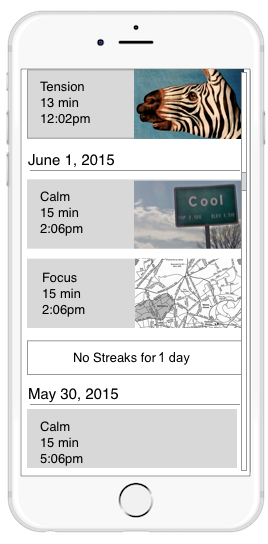 Tension
13 min
12:02pm
June 1, 2015
Calm
15 min
2:06pm
Cool
Focus
15 min
2:06pm
No Streaks for 1 day
May 30, 2015
Calm
15 min
5:06pm